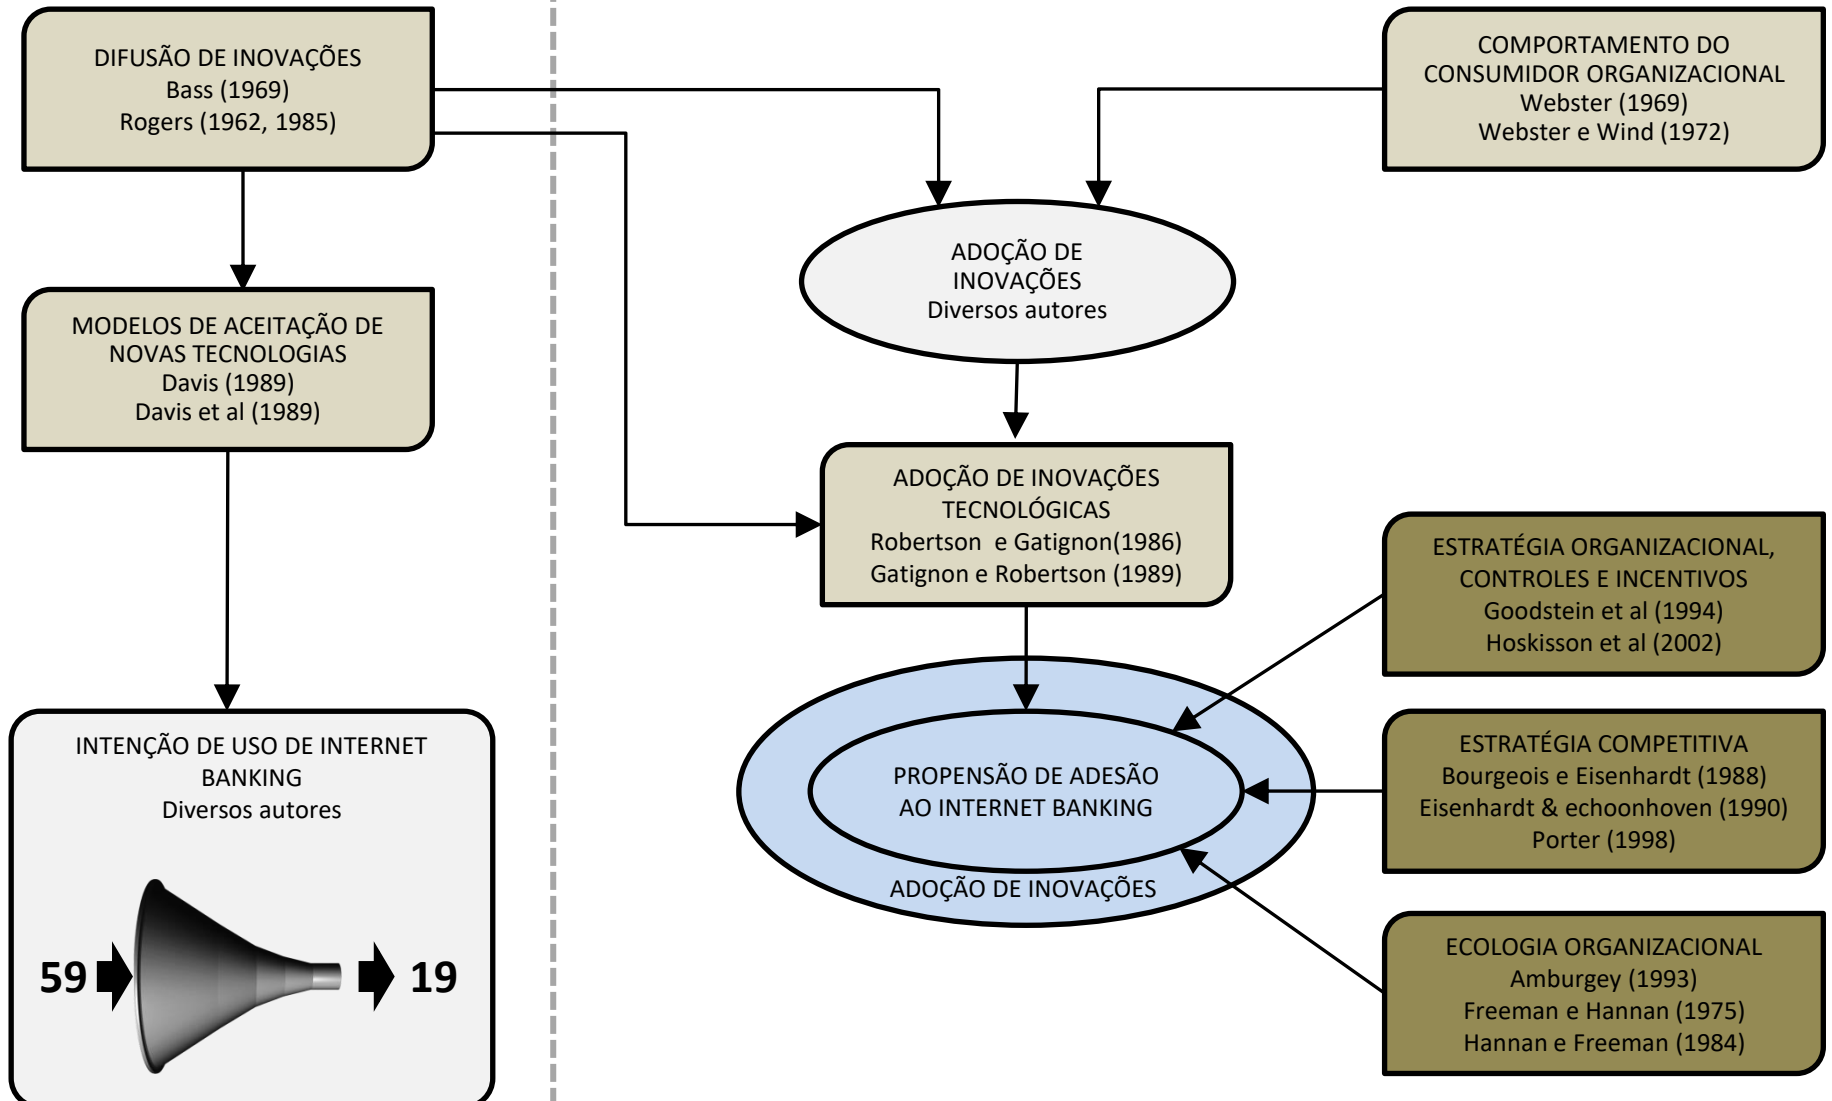 DIFUSÃO DE INOVAÇÕES
Bass (1969)
Rogers (1962, 1985)
COMPORTAMENTO DO
CONSUMIDOR ORGANIZACIONAL
Webster (1969)
Webster e Wind (1972)
ADOÇÃO DE
INOVAÇÕES
Diversos autores
MODELOS DE ACEITAÇÃO DE
NOVAS TECNOLOGIAS
Davis (1989)
Davis et al (1989)
ADOÇÃO DE INOVAÇÕES
TECNOLÓGICAS
Robertson  e Gatignon(1986)
Gatignon e Robertson (1989)
ESTRATÉGIA ORGANIZACIONAL,
CONTROLES E INCENTIVOS
Goodstein et al (1994)
Hoskisson et al (2002)
INTENÇÃO DE USO DE INTERNET
BANKING
Diversos autores
59
19
PROPENSÃO DE ADESÃO
AO INTERNET BANKING
ADOÇÃO DE INOVAÇÕES
ESTRATÉGIA COMPETITIVA
Bourgeois e Eisenhardt (1988)
Eisenhardt & echoonhoven (1990)
Porter (1998)
ECOLOGIA ORGANIZACIONAL
Amburgey (1993)
Freeman e Hannan (1975)
Hannan e Freeman (1984)